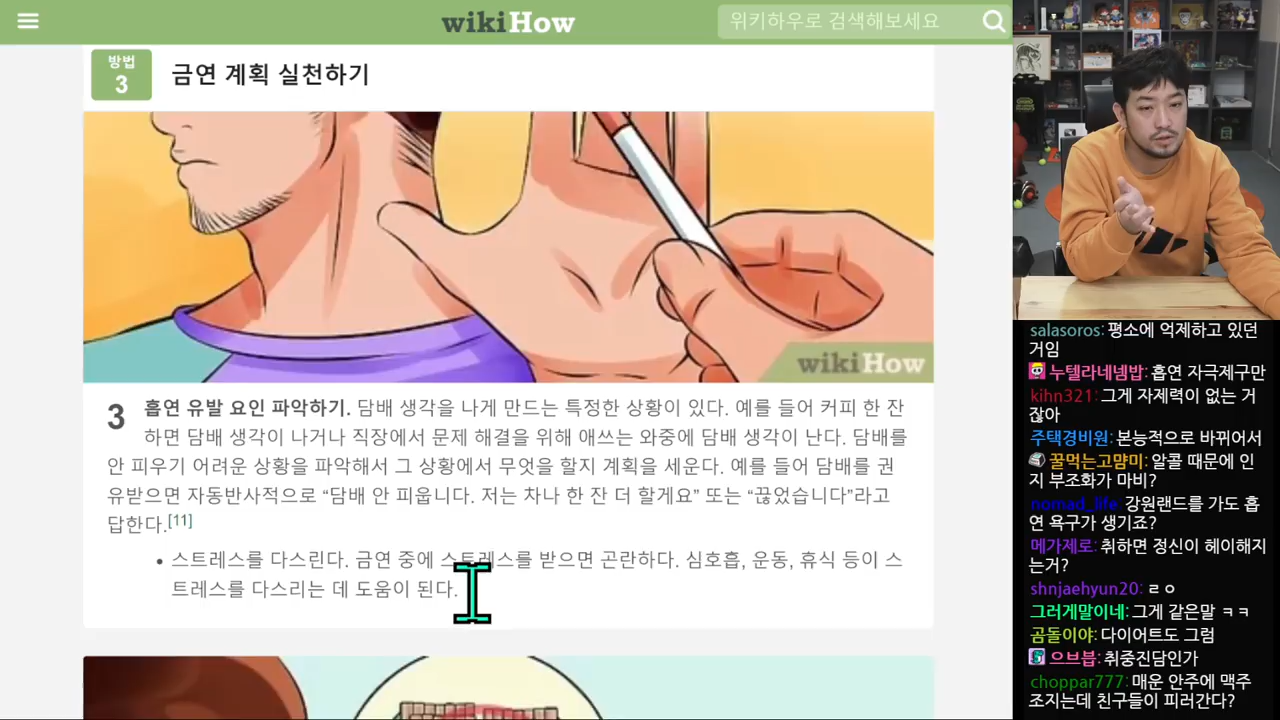 wikiHow
위키하우로 검색해보세요
방법
3
금연 계획 실천하기
wikiHow
3
흡연 유발 요인 파악하기. 담배 생각을 나게 만드는 특정한 상황이 있다. 예를 들어 커피 한 잔
하면 담배 생각이 나거나 직장에서 문제 해결을 위해 애쓰는 와중에 담배 생각이 난다. 담배를
안 피우기 어려운 상황을 파악해서 그 상황에서 무엇을 할지 계획을 세운다. 예를 들어 담배를 권
유받으면 자동반사적으로 “담배 안 피웁니다. 저는 차나 한 잔 더 할게요” 또는 “끊었습니다”라고
답한다.[11]
• 스트레스를 다스린다. 금연 중에 스트레스를 받으면 곤란하다. 심호흡, 운동, 휴식 등이 스
트레스를 다스리는 데 도움이 된다.
salasoros: 평소에 억제하고 있던
거임
누텔라네넴밥: 흡연 자극제구만
kihn321: 그게 자제력이 없는 거
잖아
주택경비원: 본능적으로 바뀌어서
꿀먹는고먐미: 알콜 때문에 인
지 부조화가 마비?
nomad_life 강원랜드를 가도 흡
연 욕구가 생기죠?
메가제로: 취하면 정신이 헤이해지
는거?
shnjaehyun20: ㄹㅇ
그러게말이네: 그게 같은말 ㅋㅋ
곰돌이야: 다이어트도 그럼
으브븝: 취중진담인가
choppar777: 매운 안주에 맥주
조지는데 친구들이 피러간다?